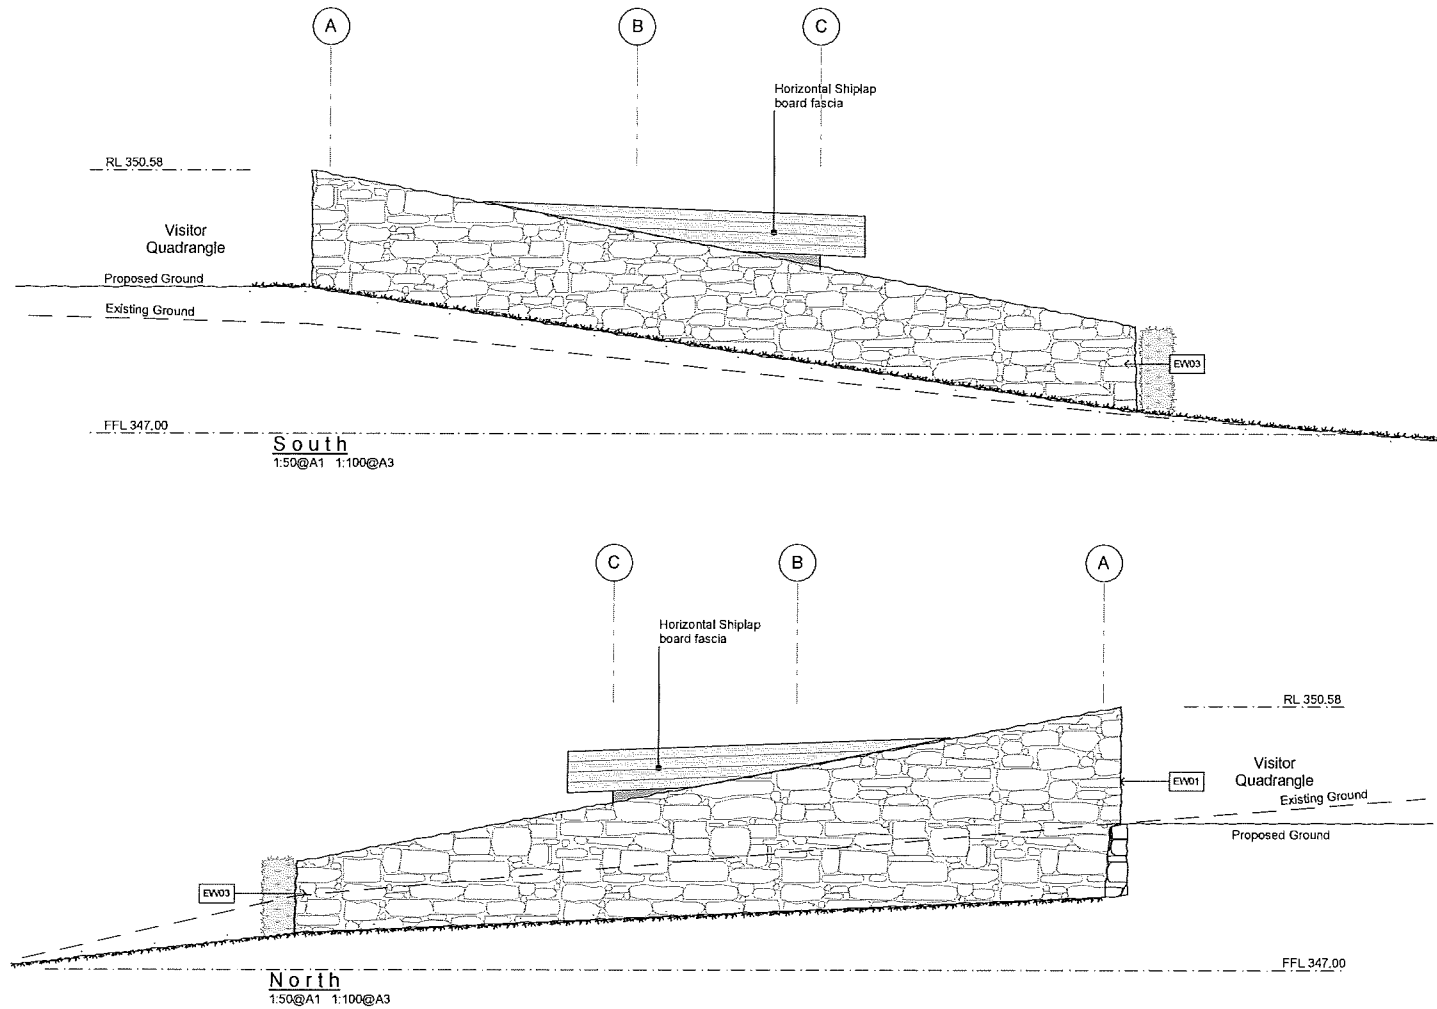 A
B
C
Horizontal Shiplap
board fascia
RL 350.58
Visitor
Quadrangle
Proposed Ground
Existing Ground
EW03
FFL 347.00
South
1:50@A1 1:100@A3
C
B
A
Horizontal Shiplap
board fascia
RL 350.58
Visitor
Quadrangle
EW01
Existing Ground
Proposed Ground
EW03
FFL 347.00
North
1:50@A1 1:100@A3